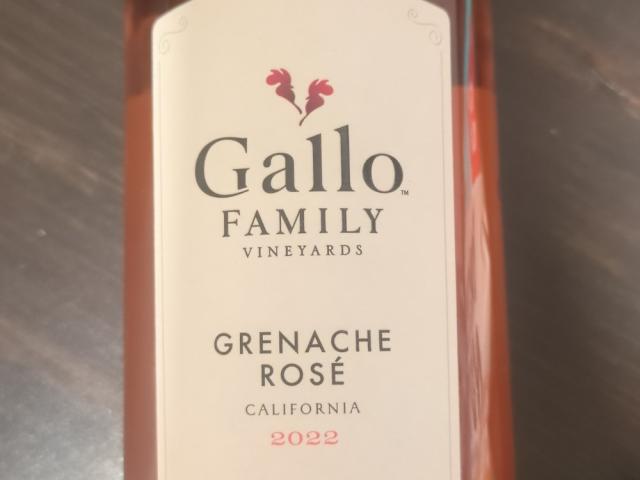 Gallo™
FAMILY
VINEYARDS
GRENACHE
ROSÉ
CALIFORNIA
2022